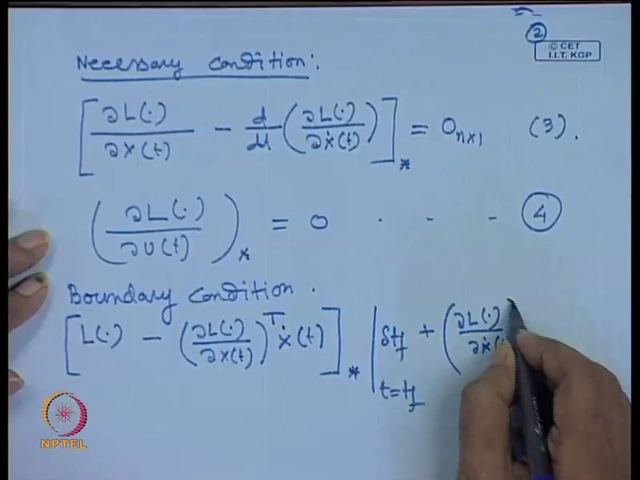 ②
© CET
I.I.T. KGP
Necessary Condition:
[∂L(·)/∂x(t) − d/dt (∂L(·)/∂ẋ(t))]* = 0n×1 (3).
(∂L(·)/∂u(t))* = 0 . - - ④
Boundary Condition.
[L(·) − (∂L(·)/∂ẋ(t))ᵀ ẋ(t)]* |t=tf δtf + (∂L(·)/∂ẋ(
NPTEL